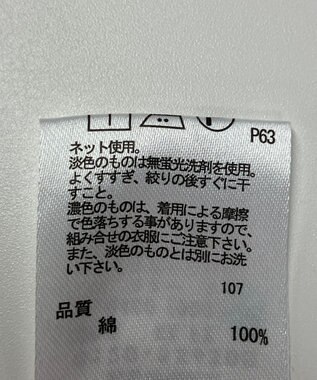 P63
ネット使用。
淡色のものは無蛍光洗剤を使用。
よくすすぎ、絞りの後すぐに干
すこと。
濃色のものは、着用による摩擦
で色落ちする事がありますので、
組み合せの衣服にご注意下さい。
また、淡色のものとは別にお洗
い下さい。
107
品質
綿 100%